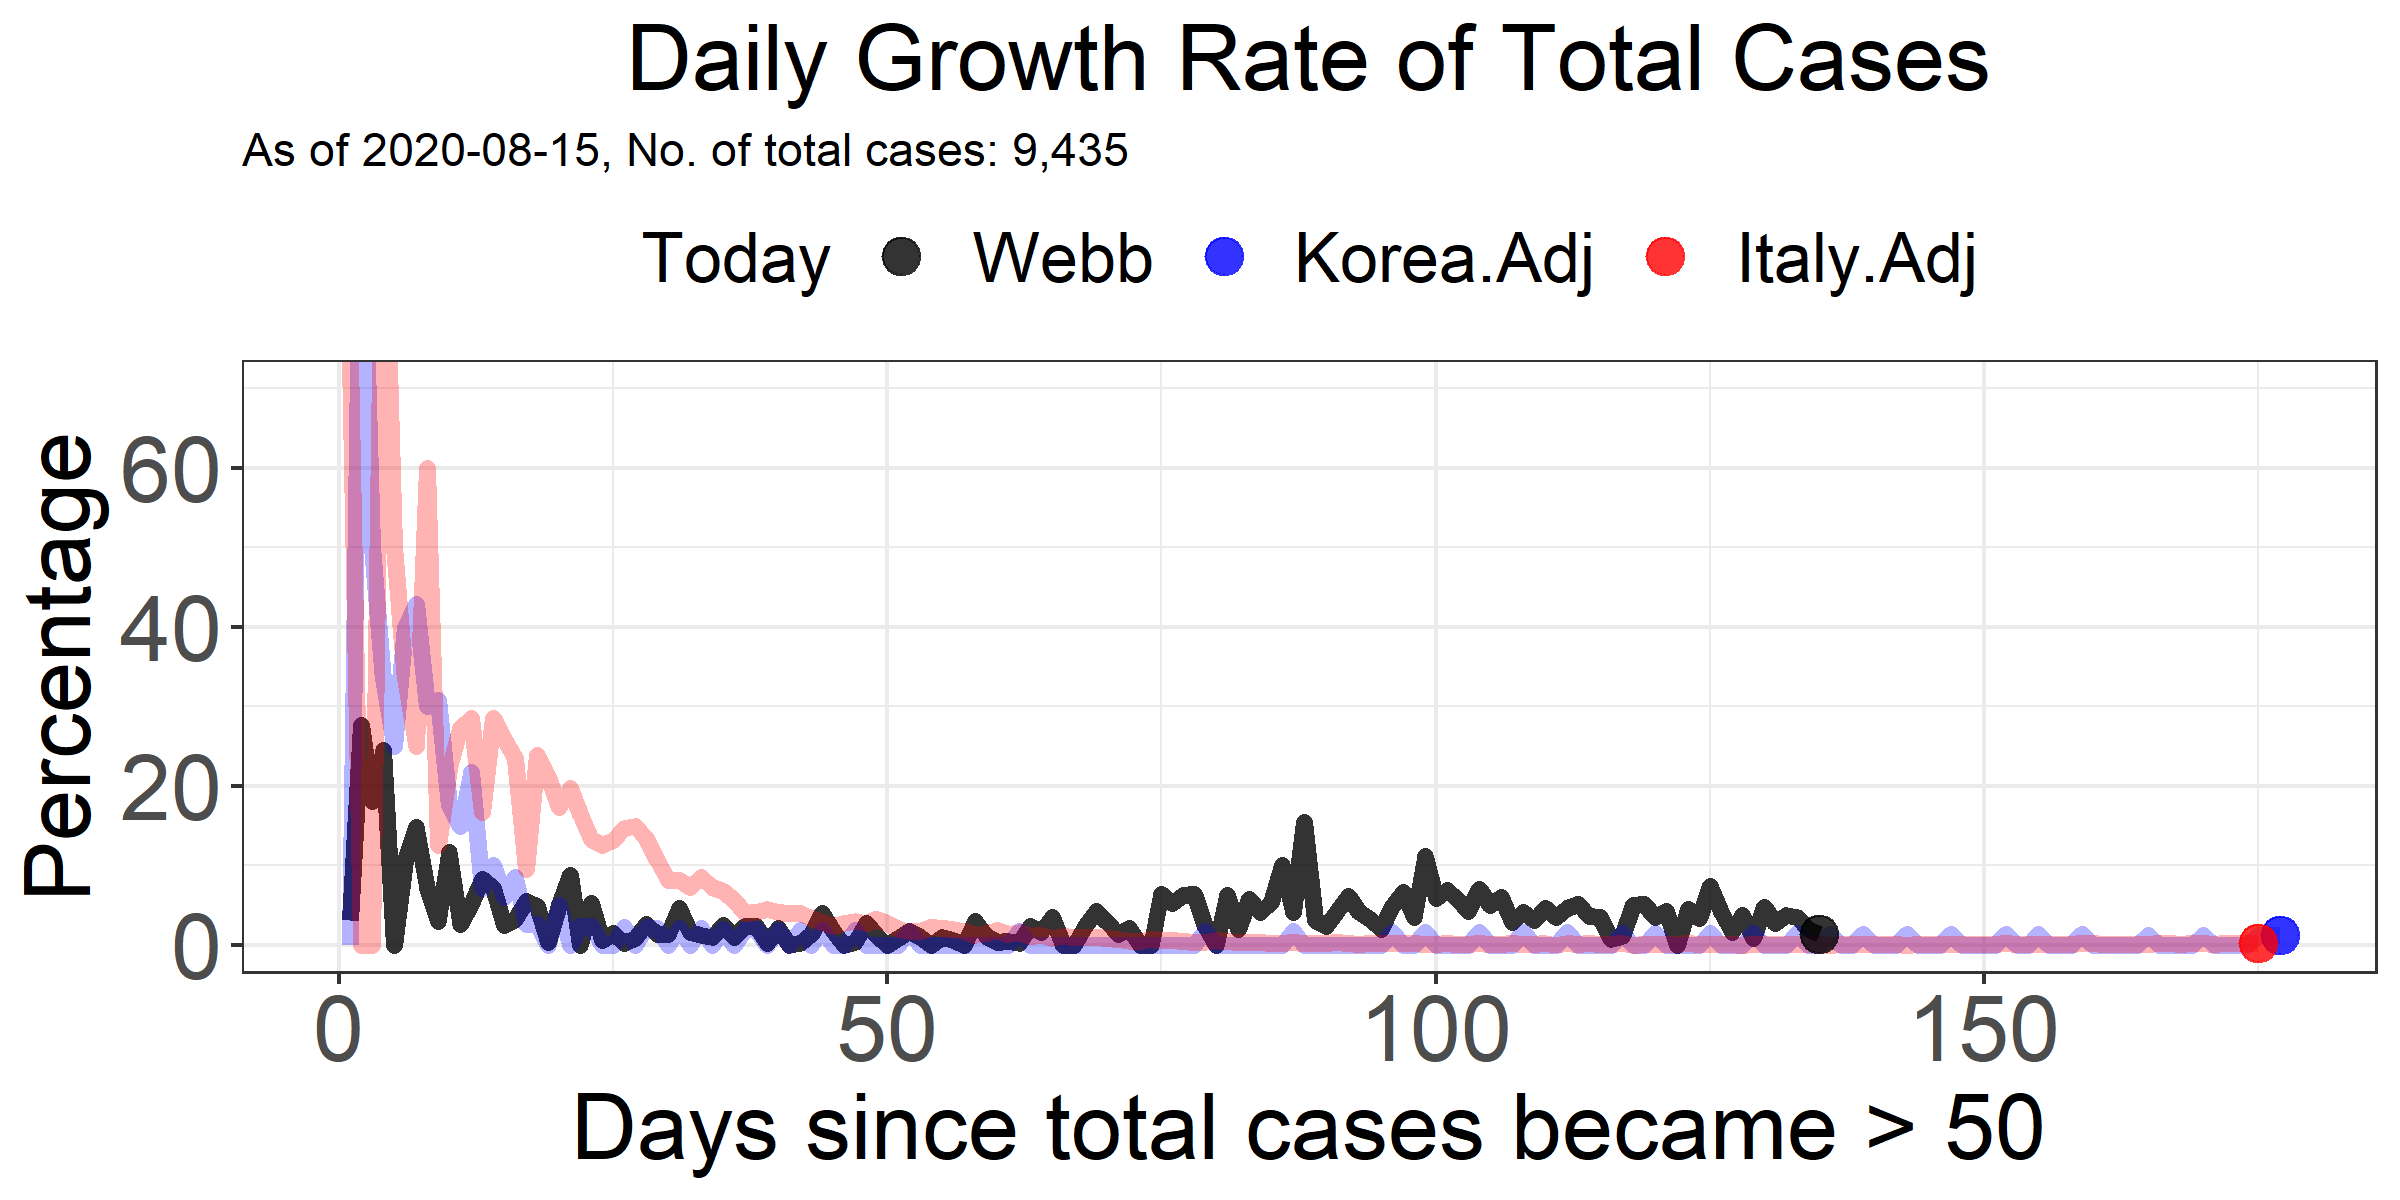 Daily Growth Rate of Total Cases
As of 2020-08-15, No. of total cases: 9,435
Today Webb Korea.Adj Italy.Adj
Percentage
60
40
20
0
0 50 100 150
Days since total cases became > 50